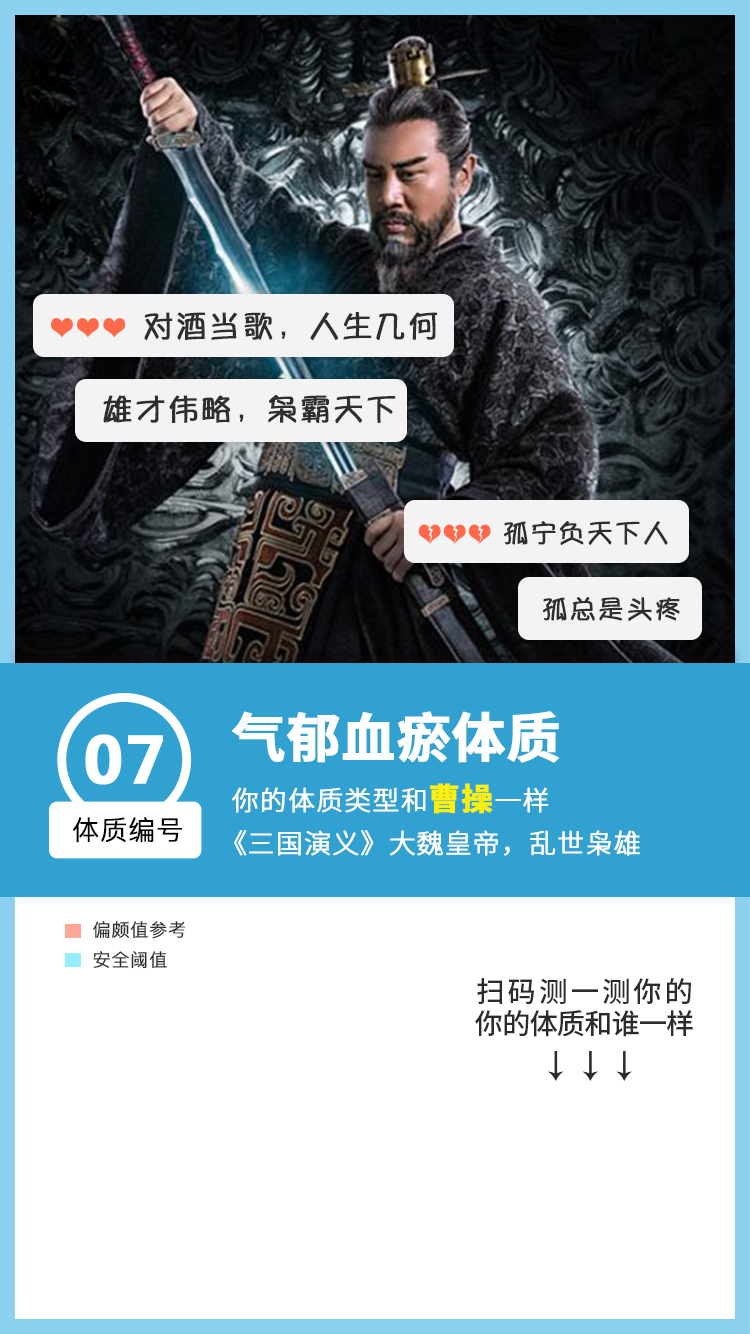 对酒当歌，人生几何
雄才伟略，枭霸天下
孤宁负天下人
孤总是头疼
07
体质编号
气郁血瘀体质
你的体质类型和曹操一样
《三国演义》大魏皇帝，乱世枭雄
偏颇值参考
安全阈值
扫码测一测你的
你的体质和谁一样
↓↓↓